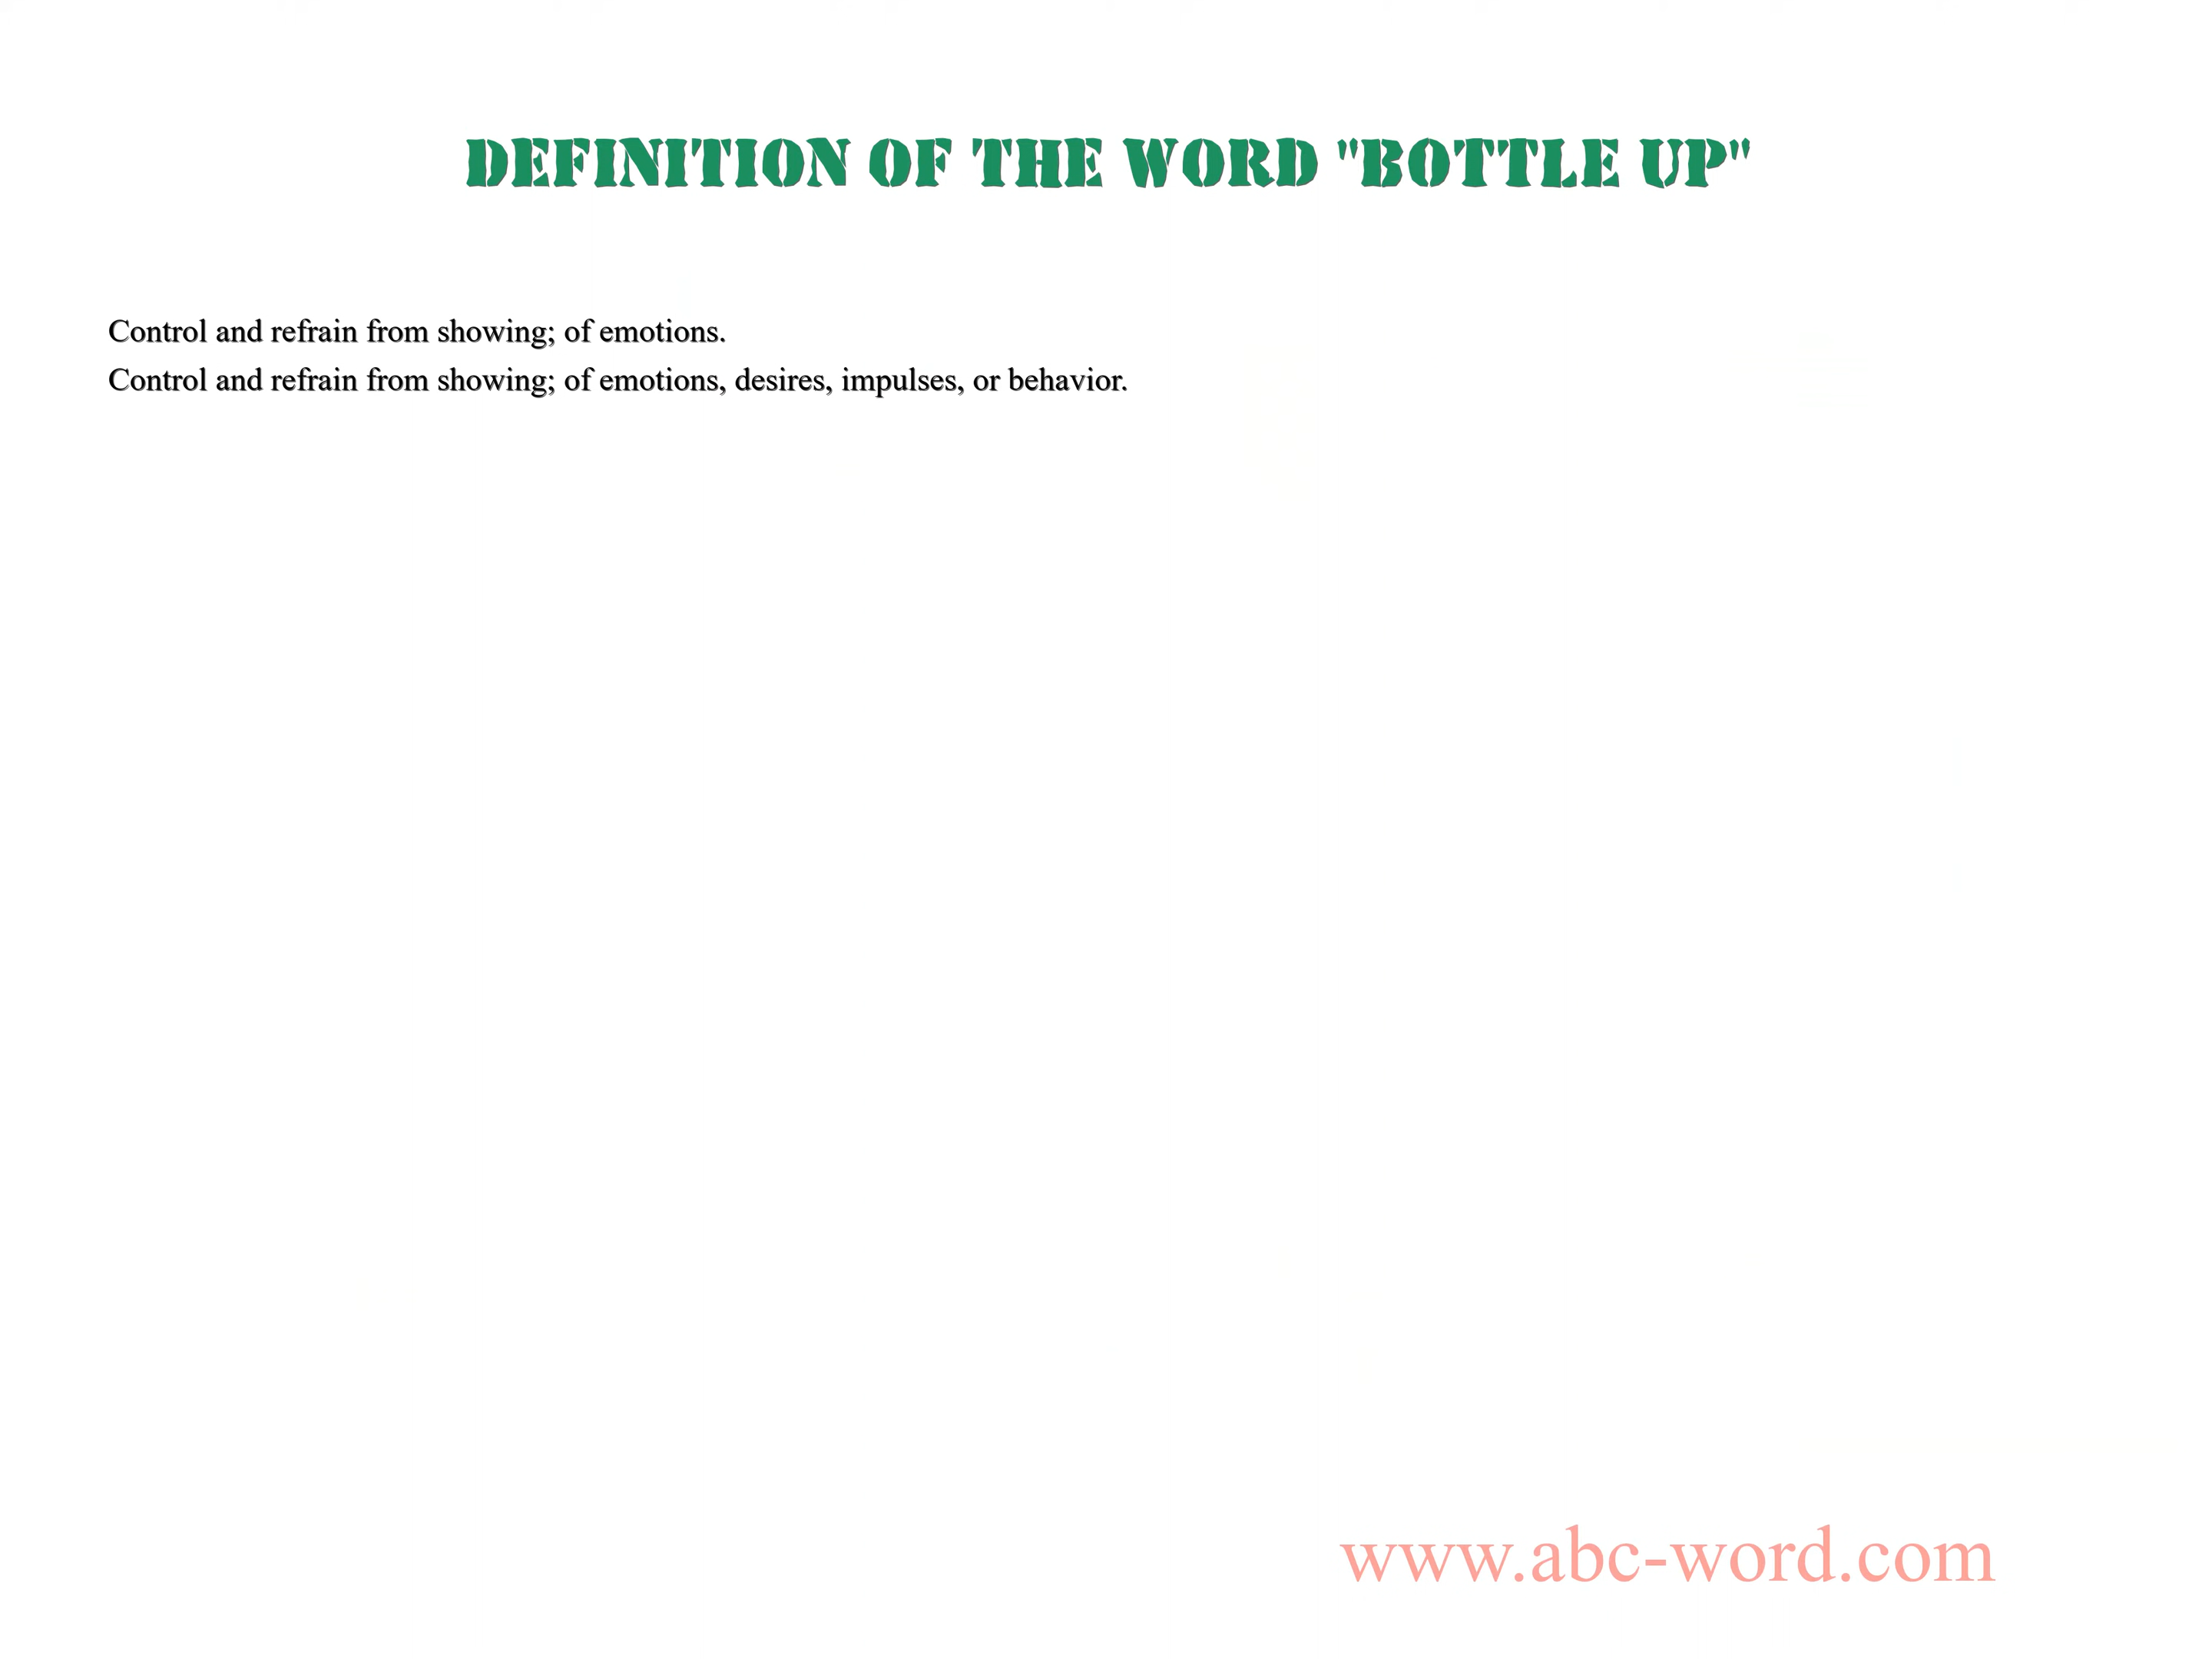 DEFINITION OF THE WORD "BOTTLE UP"
Control and refrain from showing; of emotions.
Control and refrain from showing; of emotions, desires, impulses, or behavior.
www.abc-word.com